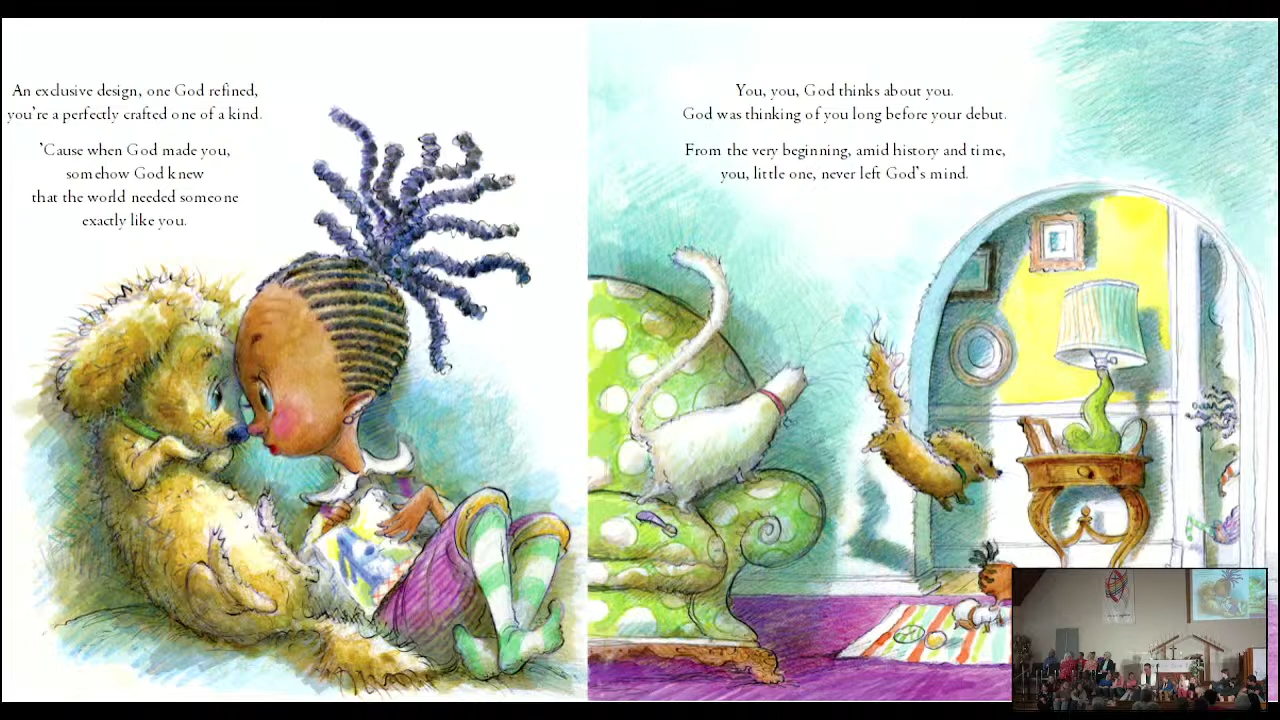 An exclusive design, one God refined,
you're a perfectly crafted one of a kind.
'Cause when God made you,
somehow God knew
that the world needed someone
exactly like you.
You, you, God thinks about you.
God was thinking of you long before your debut.
From the very beginning, amid history and time,
you, little one, never left God's mind.